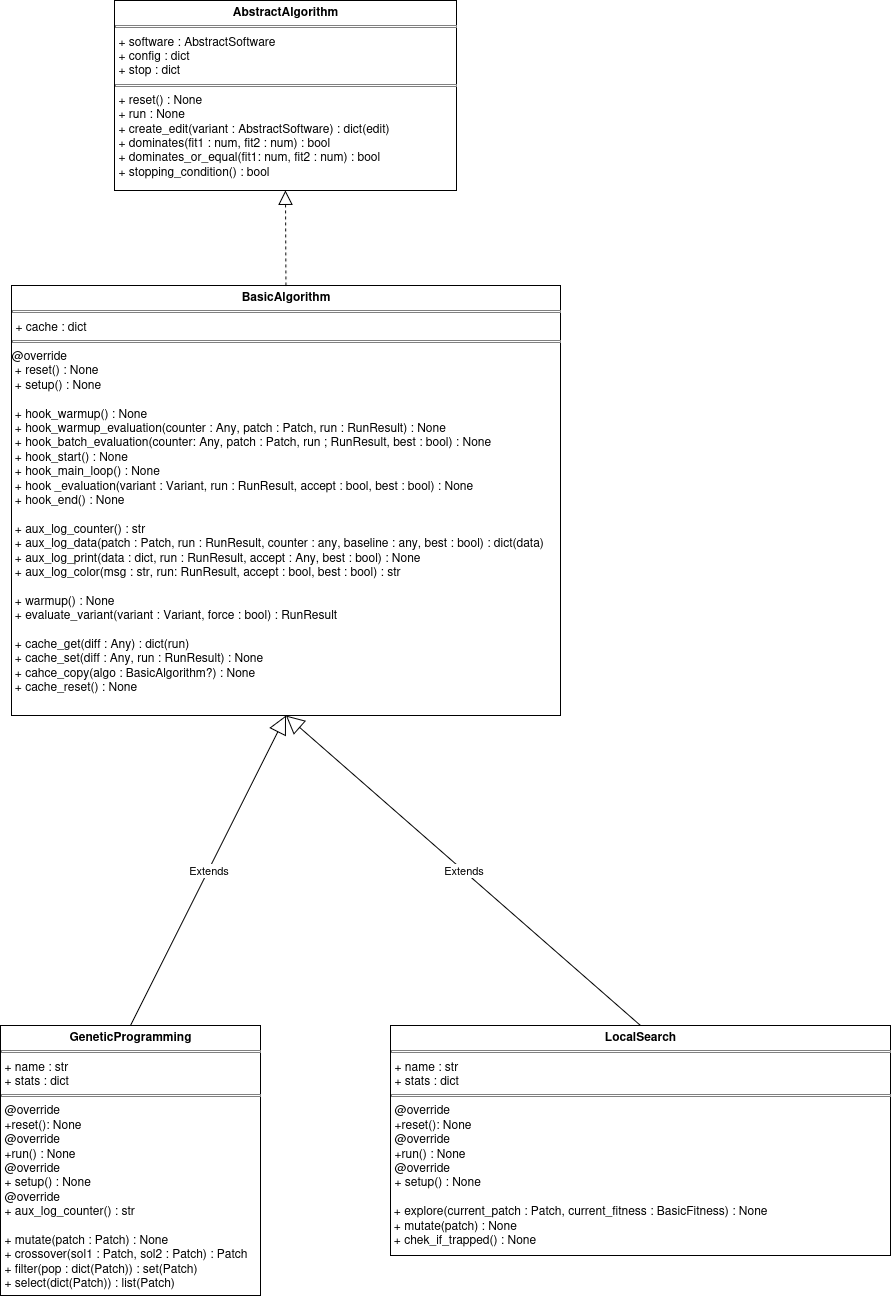 AbstractAlgorithm
+ software : AbstractSoftware
+ config : dict
+ stop : dict
+ reset() : None
+ run : None
+ create_edit(variant : AbstractSoftware) : dict(edit)
+ dominates(fit1 : num, fit2 : num) : bool
+ dominates_or_equal(fit1: num, fit2 : num) : bool
+ stopping_condition() : bool
BasicAlgorithm
+ cache : dict
@override
+ reset() : None
+ setup() : None
+ hook_warmup() : None
+ hook_warmup_evaluation(counter : Any, patch : Patch, run : RunResult) : None
+ hook_batch_evaluation(counter: Any, patch : Patch, run ; RunResult, best : bool) : None
+ hook_start() : None
+ hook_main_loop() : None
+ hook _evaluation(variant : Variant, run : RunResult, accept : bool, best : bool) : None
+ hook_end() : None
+ aux_log_counter() : str
+ aux_log_data(patch : Patch, run : RunResult, counter : any, baseline : any, best : bool) : dict(data)
+ aux_log_print(data : dict, run : RunResult, accept : Any, best : bool) : None
+ aux_log_color(msg : str, run: RunResult, accept : bool, best : bool) : str
+ warmup() : None
+ evaluate_variant(variant : Variant, force : bool) : RunResult
+ cache_get(diff : Any) : dict(run)
+ cache_set(diff : Any, run : RunResult) : None
+ cahce_copy(algo : BasicAlgorithm?) : None
+ cache_reset() : None
Extends
Extends
GeneticProgramming
+ name : str
+ stats : dict
@override
+reset(): None
@override
+run() : None
@override
+ setup() : None
@override
+ aux_log_counter() : str
+ mutate(patch : Patch) : None
+ crossover(sol1 : Patch, sol2 : Patch) : Patch
+ filter(pop : dict(Patch)) : set(Patch)
+ select(dict(Patch)) : list(Patch)
LocalSearch
+ name : str
+ stats : dict
@override
+reset(): None
@override
+run() : None
@override
+ setup() : None
+ explore(current_patch : Patch, current_fitness : BasicFitness) : None
+ mutate(patch) : None
+ chek_if_trapped() : None